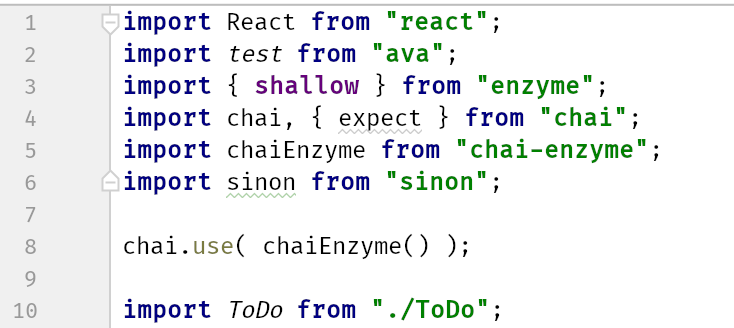 1 import React from "react";
2 import test from "ava";
3 import { shallow } from "enzyme";
4 import chai, { expect } from "chai";
5 import chaiEnzyme from "chai-enzyme";
6 import sinon from "sinon";
7
8 chai.use( chaiEnzyme() );
9
10 import ToDo from "./ToDo";